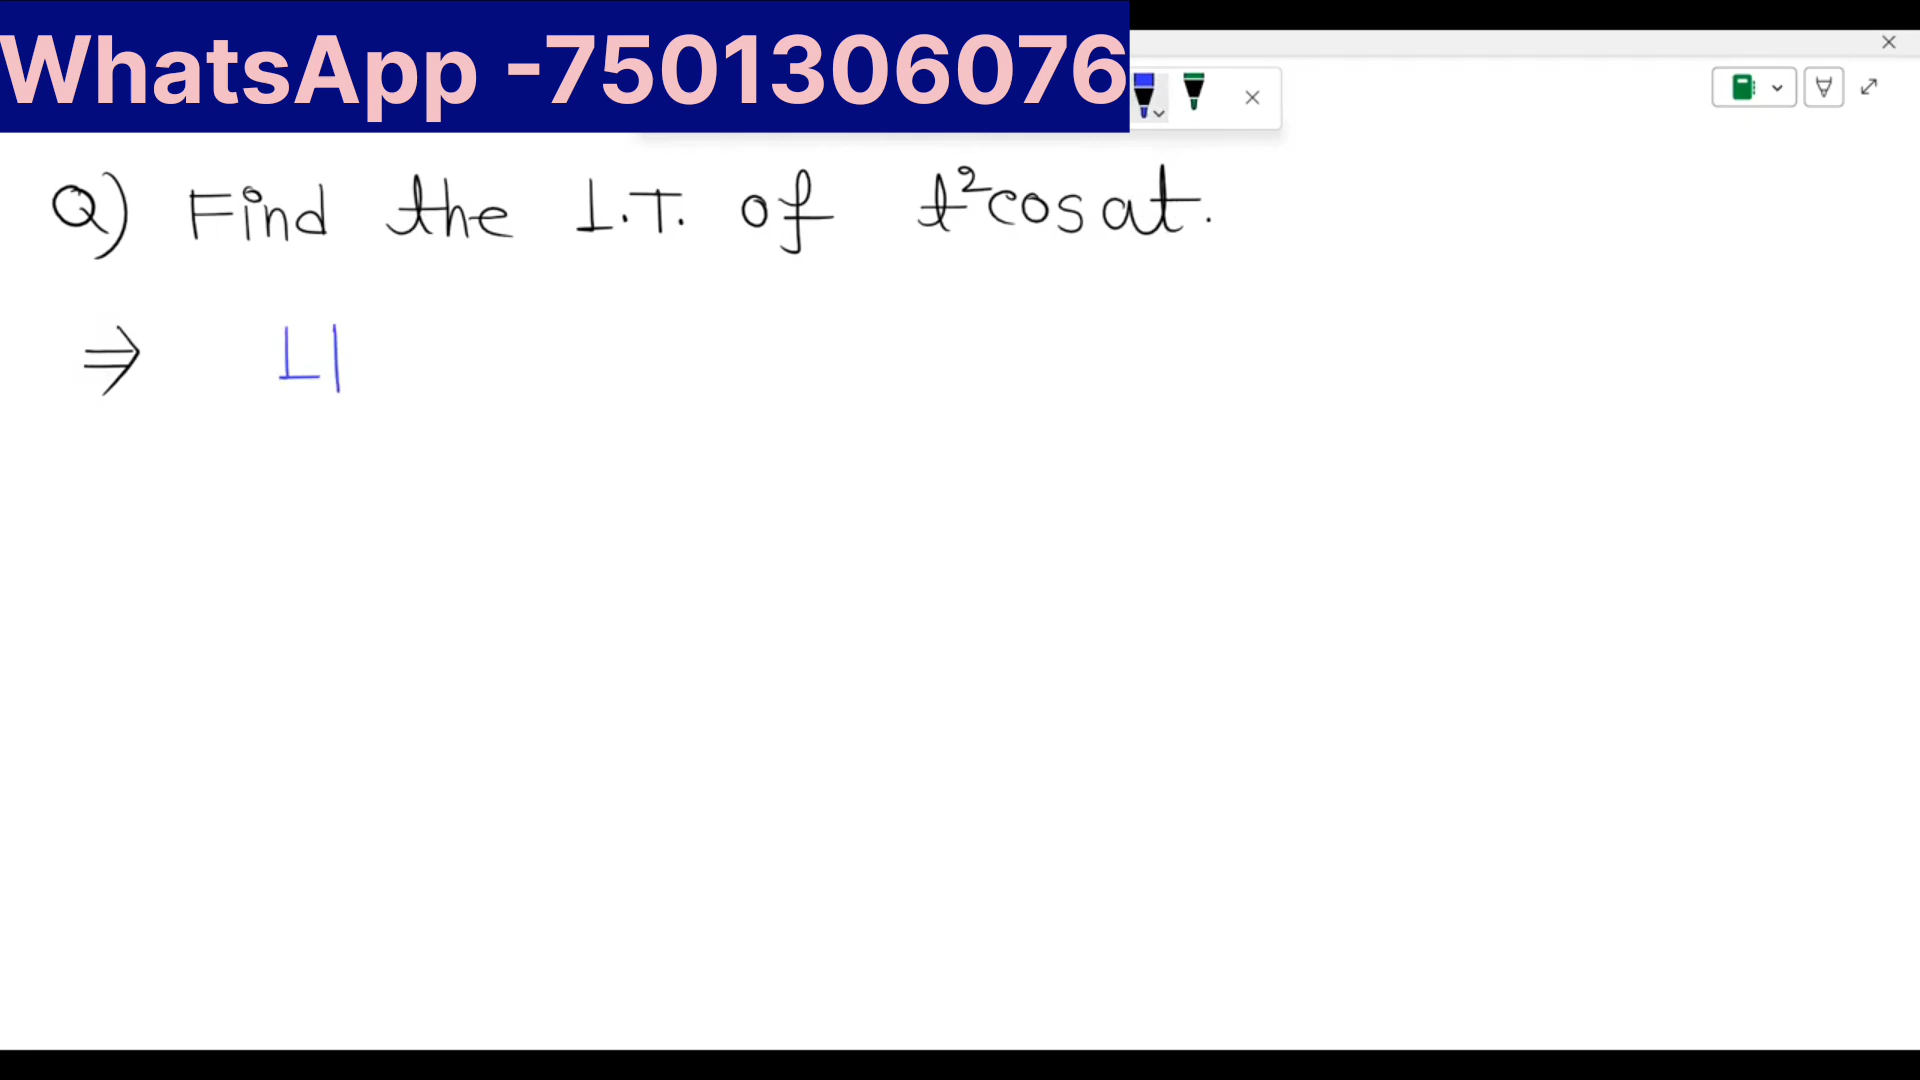 WhatsApp -7501306076
Q) Find the L.T. of t²cos at.
⇒ L|